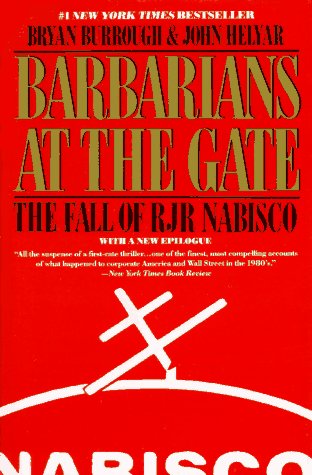 #1 NEW YORK TIMES BESTSELLER
BRYAN BURROUGH & JOHN HELYAR
BARBARIANS
AT THE GATE
THE FALL OF RJR NABISCO
WITH A NEW EPILOGUE
"All the suspense of a first-rate thriller...one of the finest, most compelling accounts
of what happened to corporate America and Wall Street in the 1980's."
—New York Times Book Review
NABISCO